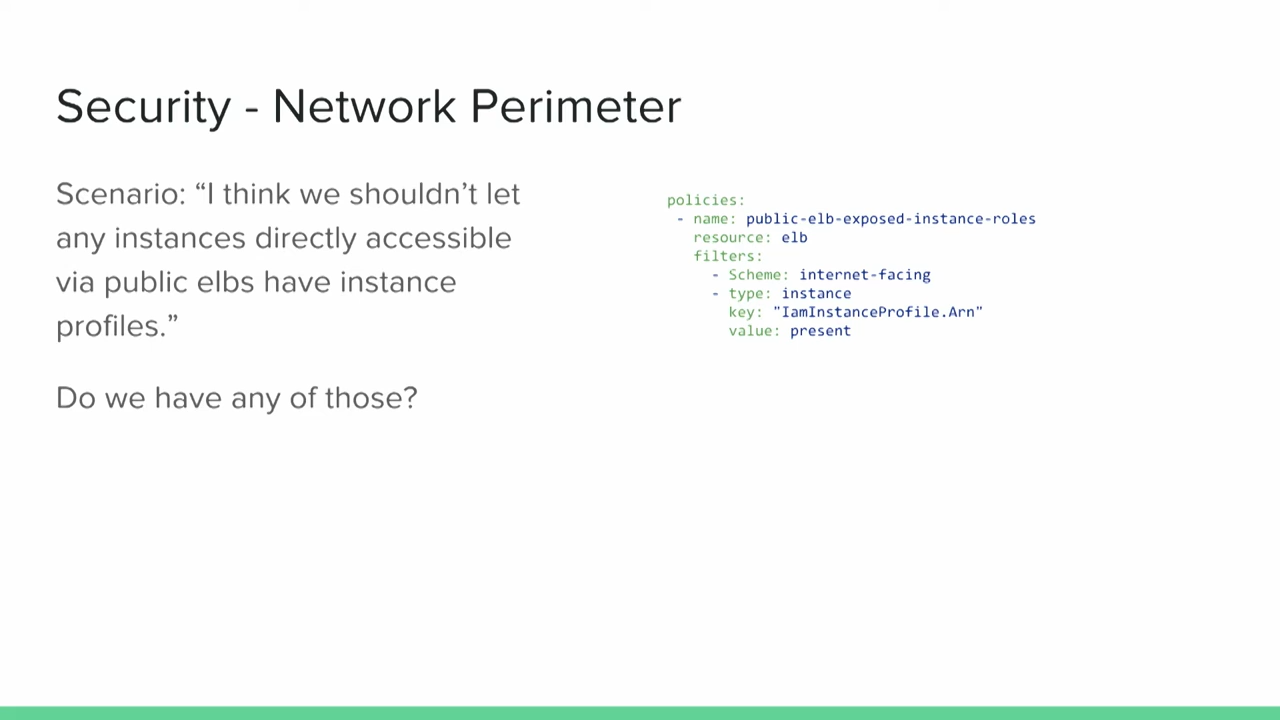 Security - Network Perimeter
Scenario: “I think we shouldn’t let
any instances directly accessible
via public elbs have instance
profiles.”
Do we have any of those?
policies:
- name: public-elb-exposed-instance-roles
resource: elb
filters:
- Scheme: internet-facing
- type: instance
key: "IamInstanceProfile.Arn"
value: present